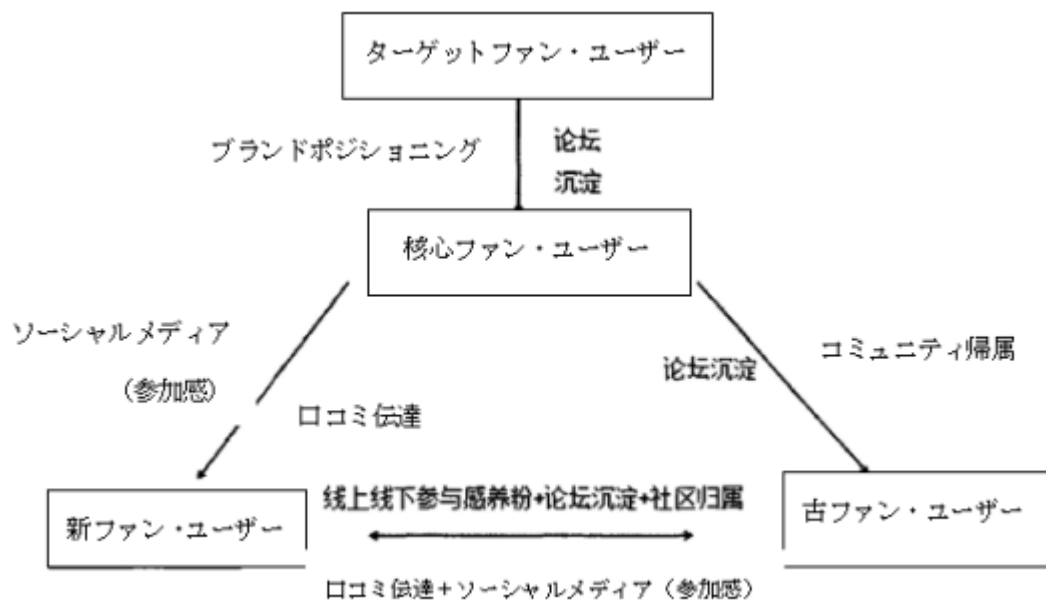 ターゲットファン・ユーザー
ブランドポジショニング
论坛
沉淀
核心ファン・ユーザー
ソーシャルメディア
(参加感)
口コミ伝達
论坛沉淀
コミュニティ帰属
新ファン・ユーザー
线上线下参与感养粉+论坛沉淀+社区归属
古ファン・ユーザー
口コミ伝達+ソーシャルメディア(参加感)